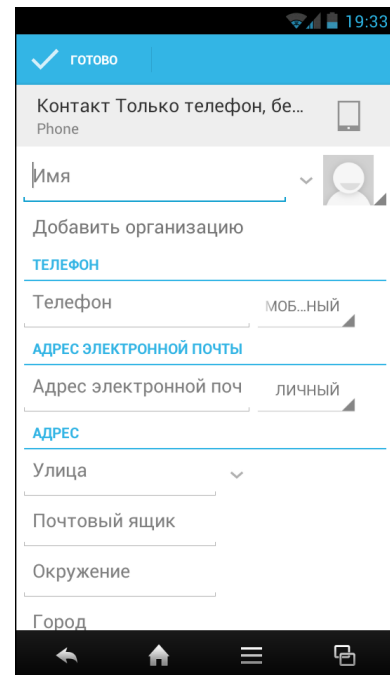 19:33
ГОТОВО
Контакт Только телефон, бе...
Phone
Имя
Добавить организацию
ТЕЛЕФОН
Телефон
МОБ...НЫЙ
АДРЕС ЭЛЕКТРОННОЙ ПОЧТЫ
Адрес электронной поч
ЛИЧНЫЙ
АДРЕС
Улица
Почтовый ящик
Окружение
Город